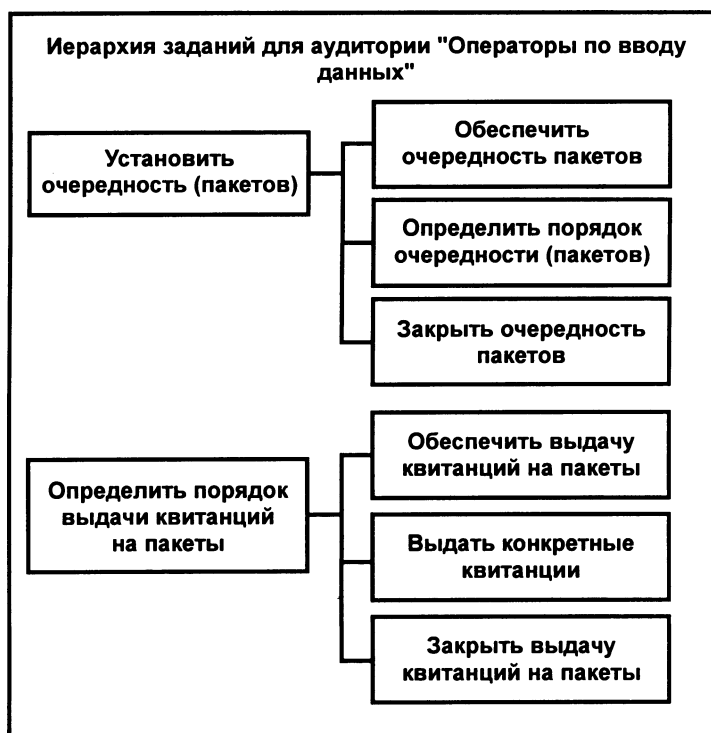 Иерархия заданий для аудитории "Операторы по вводу
данных"
Установить
очередность (пакетов)
Обеспечить
очередность пакетов
Определить порядок
очередности (пакетов)
Закрыть очередность
пакетов
Определить порядок
выдачи квитанций
на пакеты
Обеспечить выдачу
квитанций на пакеты
Выдать конкретные
квитанции
Закрыть выдачу
квитанций на пакеты